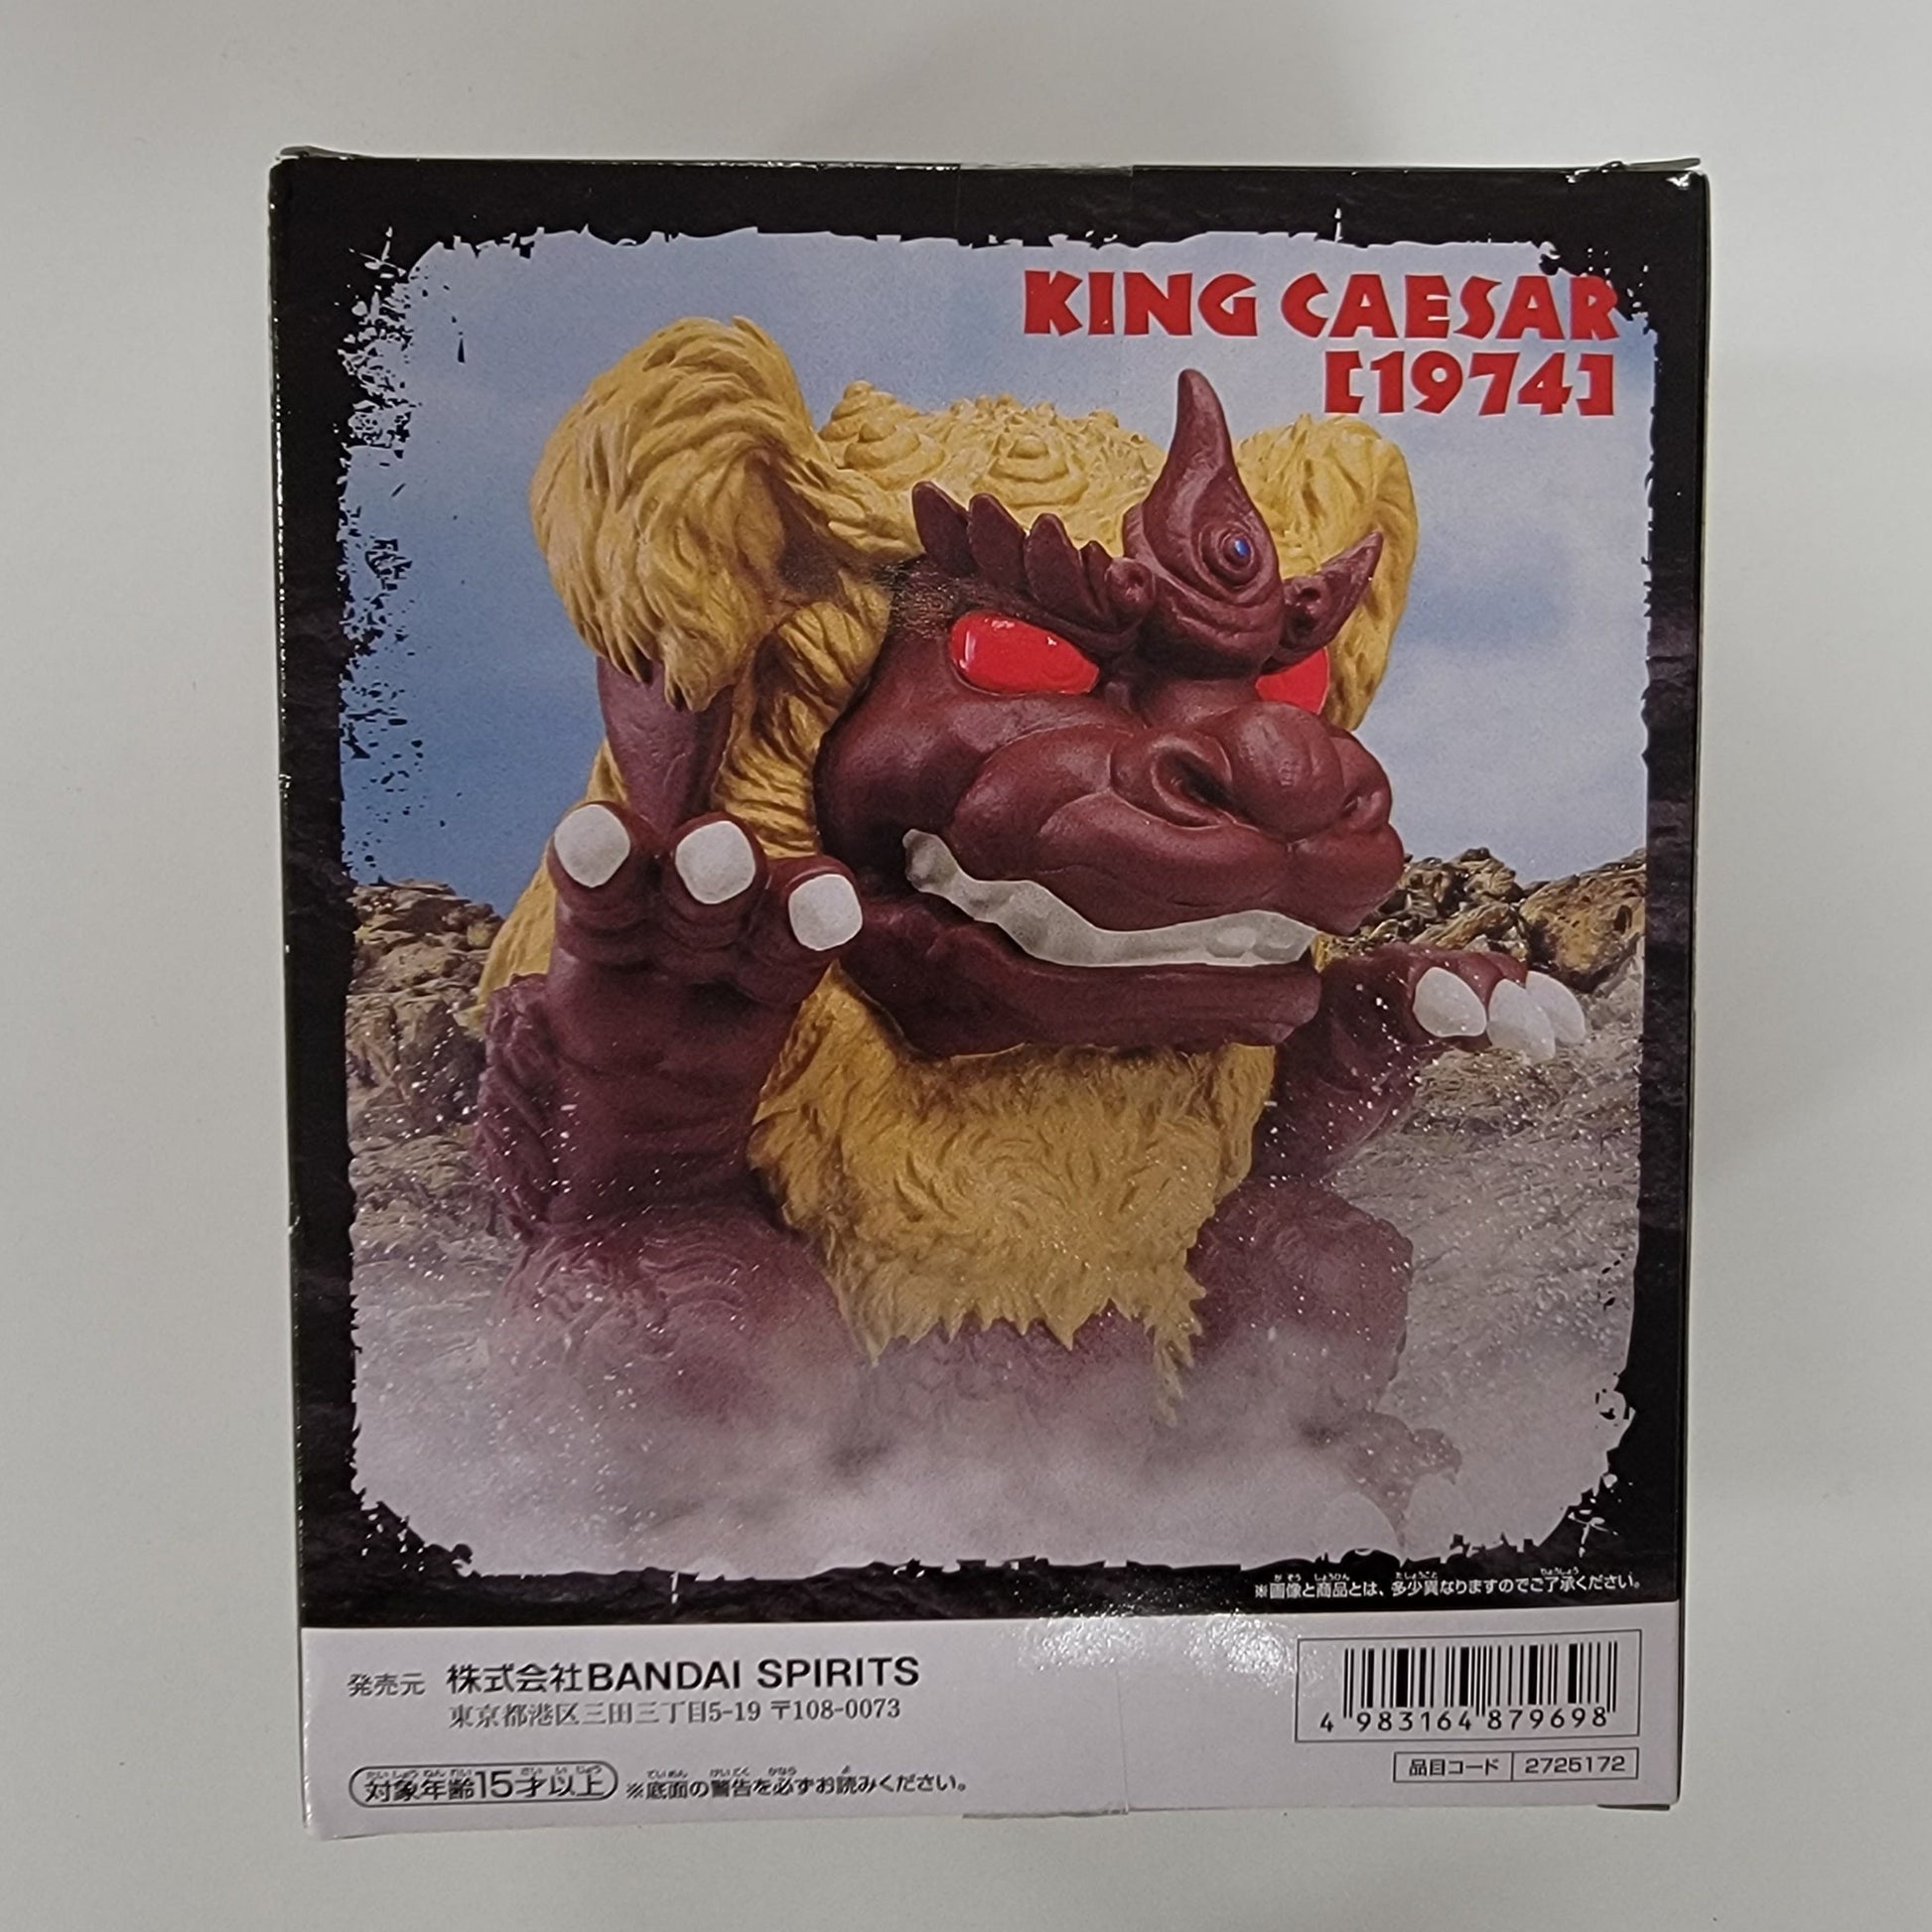 KING CAESAR
【1974】
※画像と商品とは、多少異なりますのでご了承ください。
発売元 株式会社BANDAI SPIRITS
東京都港区三田三丁目5-19 〒108-0073
4 983164 879698
品目コード 2725172
対象年齢15才以上 ※底面の警告を必ずお読みください。